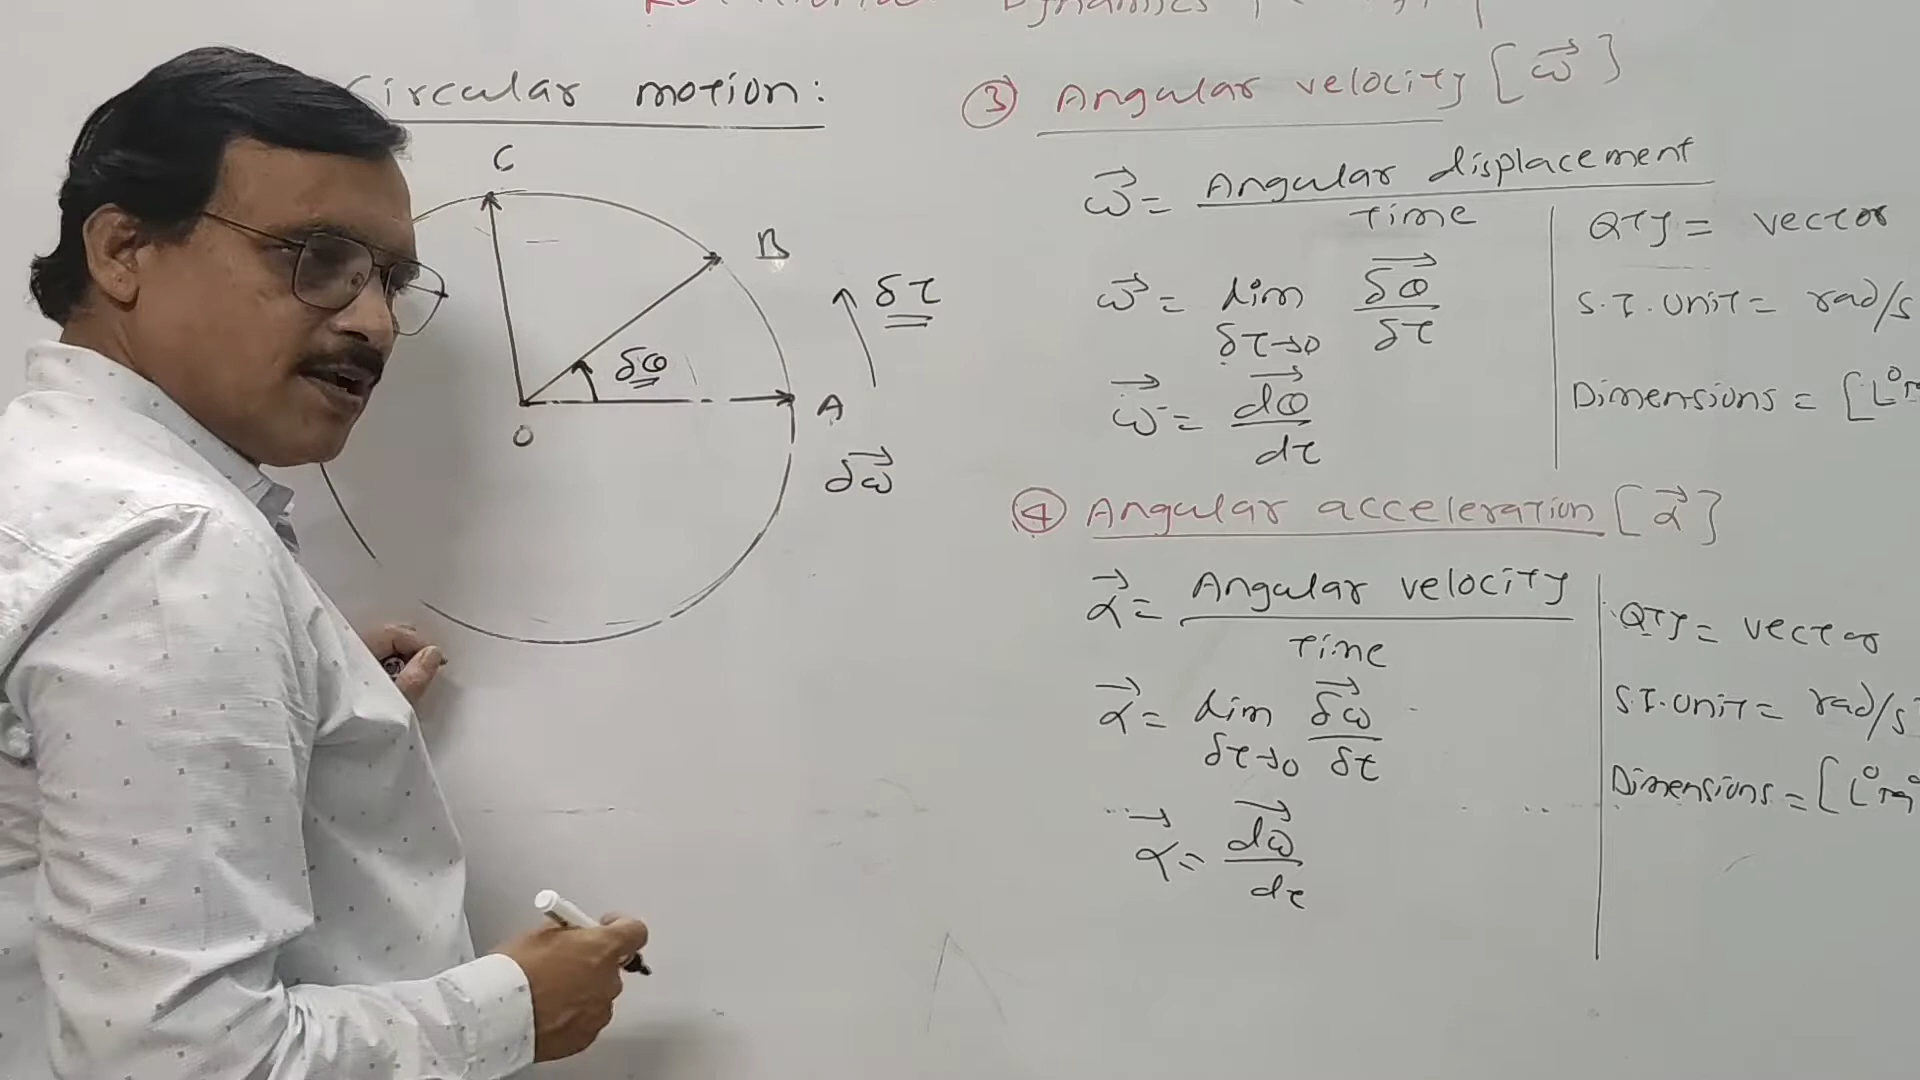 Dynamics
Circular motion:
C
B
δt
δθ
A
O
δω⃗
③ Angular velocity [ω⃗]
ω⃗ = Angular displacement
Time
ω⃗ = lim δθ⃗
δt→0 δt
ω⃗ = dθ⃗
dt
QTY = vector
S.I. Unit = rad/s
Dimensions = [L⁰
④ Angular acceleration [α⃗]
α⃗ = Angular velocity
Time
α⃗ = lim δω⃗
δt→0 δt
α⃗ = dω⃗
dt
QTY = vector
S.I. Unit = rad/s
Dimensions = [L⁰M⁰